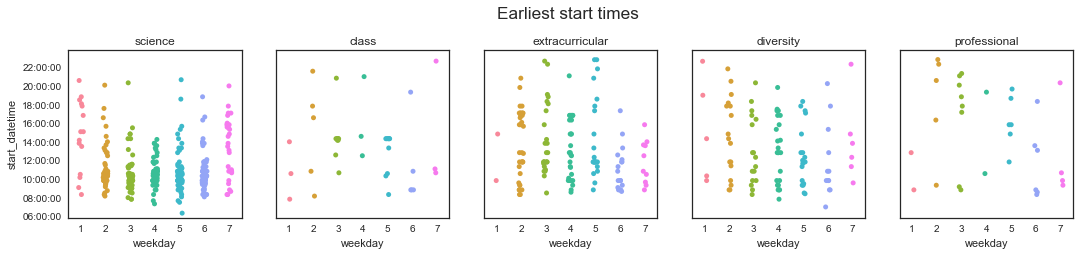 Earliest start times
science
class
extracurricular
diversity
professional
start_datetime
22:00:00
20:00:00
18:00:00
16:00:00
14:00:00
12:00:00
10:00:00
08:00:00
06:00:00
1 2 3 4 5 6 7
1 2 3 4 5 6 7
1 2 3 4 5 6 7
1 2 3 4 5 6 7
1 2 3 4 5 6 7
weekday
weekday
weekday
weekday
weekday